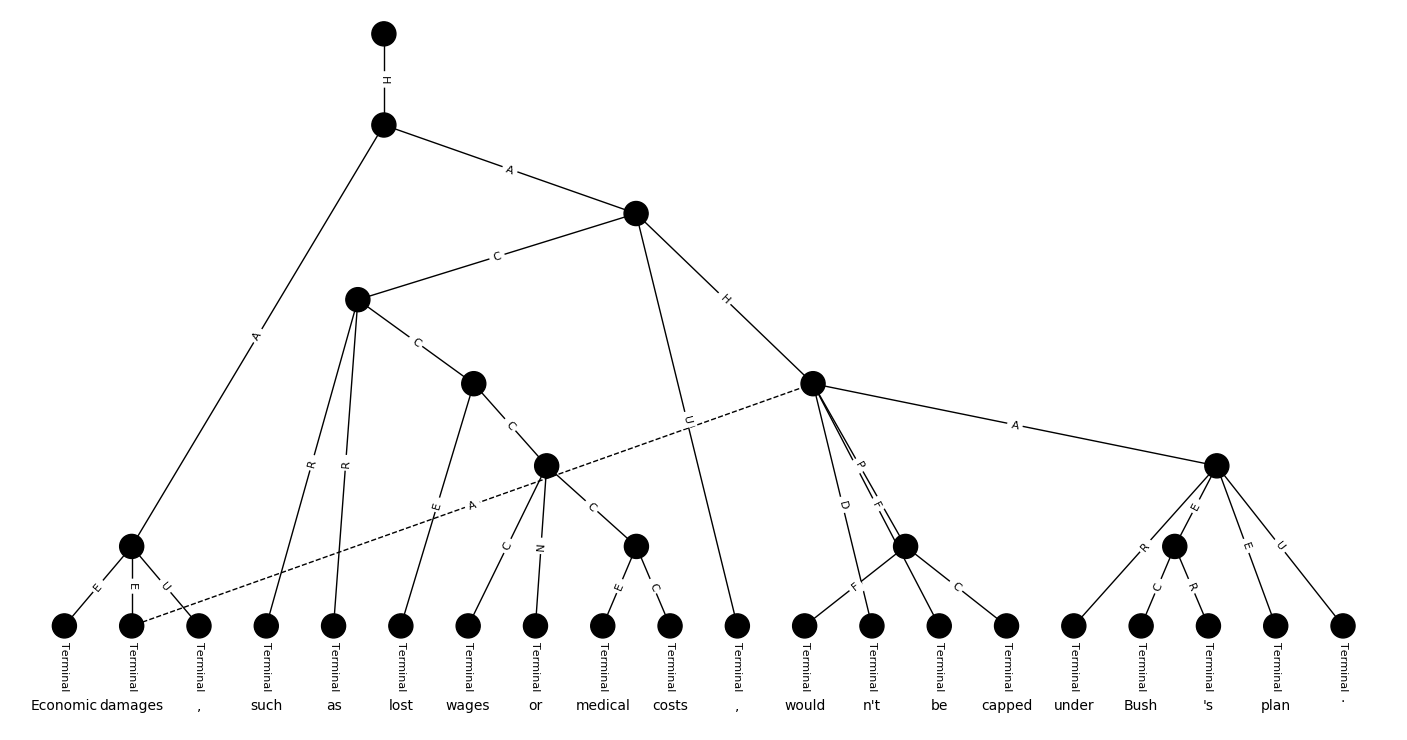 H
A
A
C
H
C
U
A
A
R
R
E
C
A
P
F
D
C
N
C
R
E
E
U
E
E
U
E
C
F
C
C
R
Terminal Terminal Terminal Terminal Terminal Terminal Terminal Terminal Terminal Terminal Terminal Terminal Terminal Terminal Terminal Terminal Terminal Terminal Terminal Terminal
Economic damages , such as lost wages or medical costs , would n't be capped under Bush 's plan .